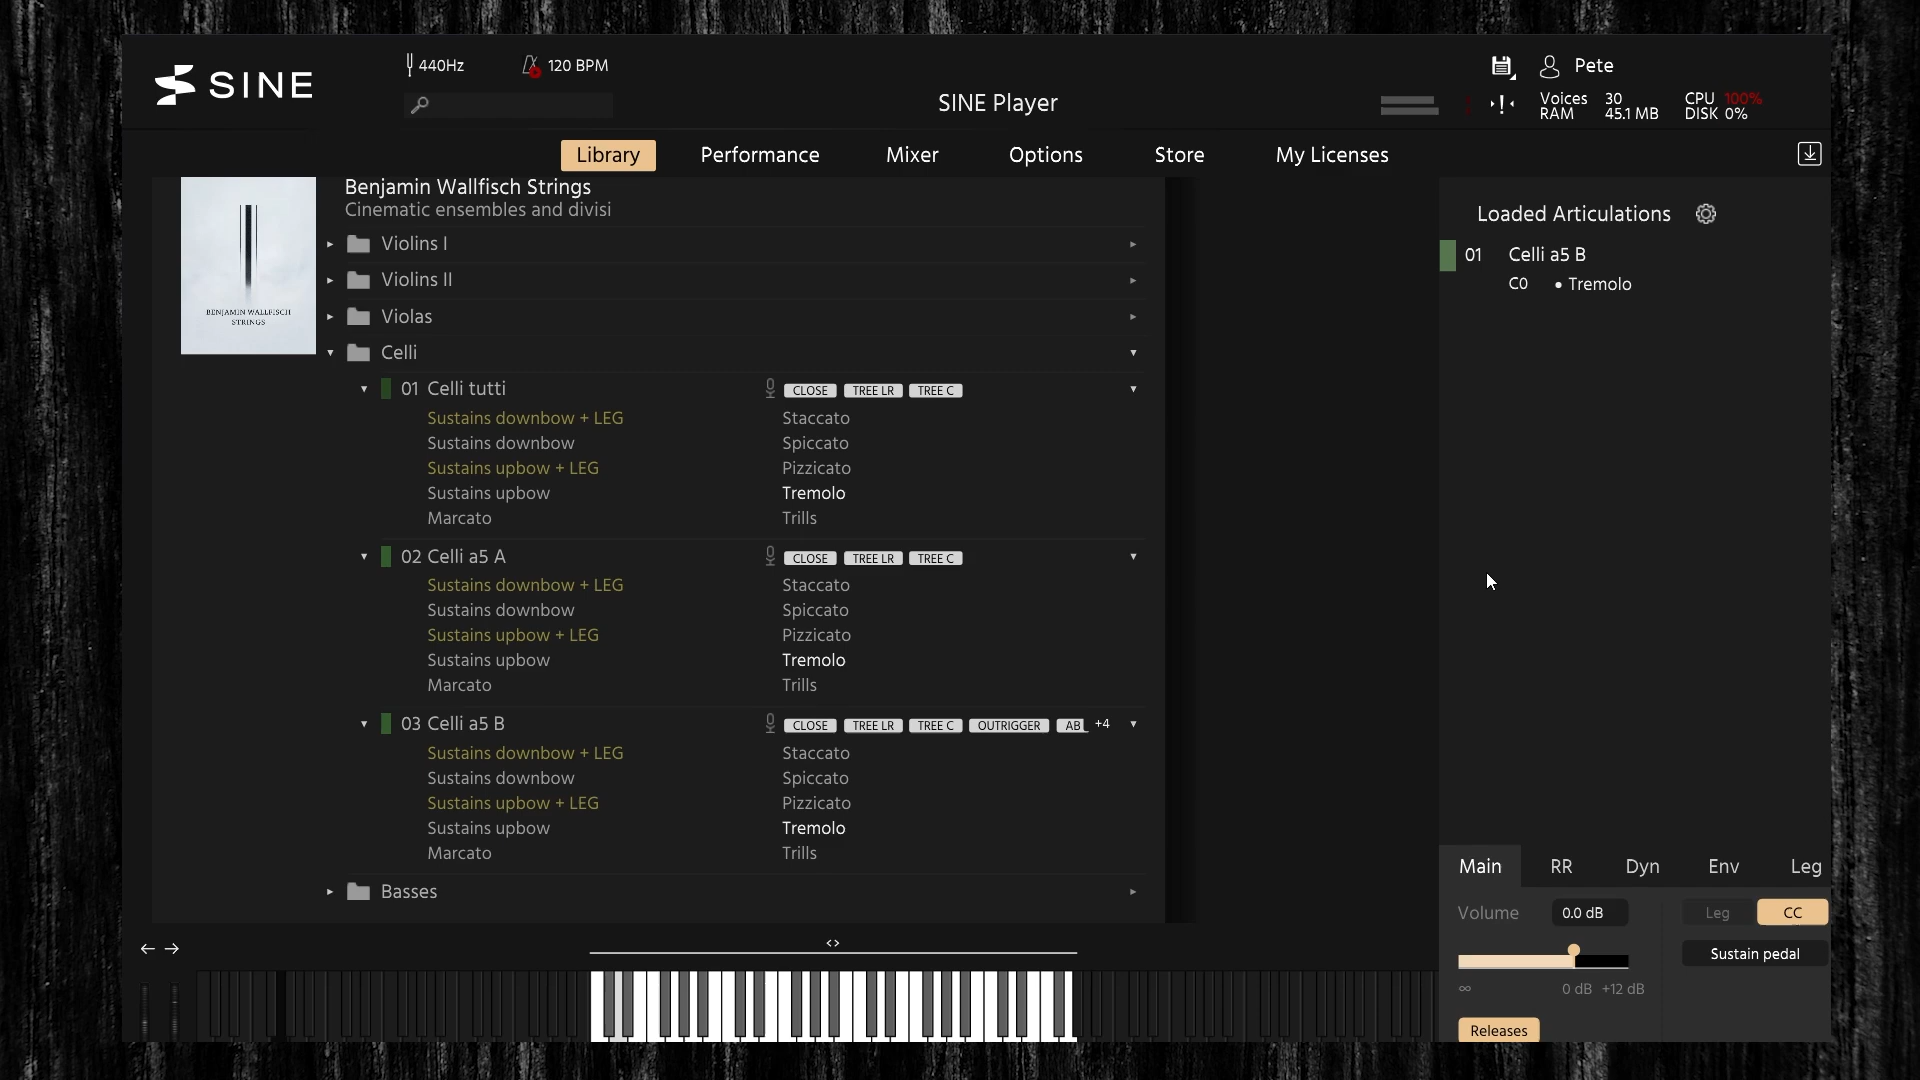 SINE
440Hz
120 BPM
SINE Player
Pete
Voices 30
RAM 45.1 MB
CPU 100%
DISK 0%
Library
Performance
Mixer
Options
Store
My Licenses
BENJAMIN WALLFISCH
STRINGS
Benjamin Wallfisch Strings
Cinematic ensembles and divisi
Violins I
Violins II
Violas
Celli
01 Celli tutti
CLOSE TREE LR TREE C
Sustains downbow + LEG
Staccato
Sustains downbow
Spiccato
Sustains upbow + LEG
Pizzicato
Sustains upbow
Tremolo
Marcato
Trills
02 Celli a5 A
CLOSE TREE LR TREE C
Sustains downbow + LEG
Staccato
Sustains downbow
Spiccato
Sustains upbow + LEG
Pizzicato
Sustains upbow
Tremolo
Marcato
Trills
03 Celli a5 B
CLOSE TREE LR TREE C OUTRIGGER AB +4
Sustains downbow + LEG
Staccato
Sustains downbow
Spiccato
Sustains upbow + LEG
Pizzicato
Sustains upbow
Tremolo
Marcato
Trills
Basses
Loaded Articulations
01 Celli a5 B
C0 • Tremolo
Main
RR
Dyn
Env
Leg
Volume
0.0 dB
Leg
CC
Sustain pedal
∞
0 dB
+12 dB
Releases